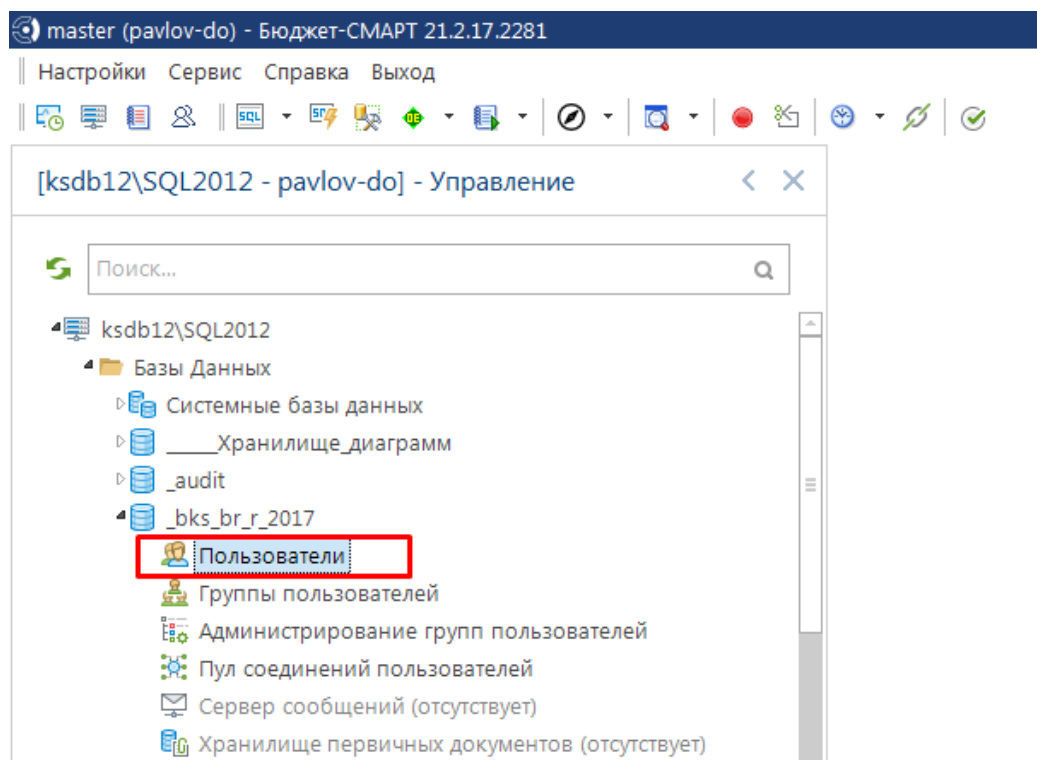 master (pavlov-do) - Бюджет-СМАРТ 21.2.17.2281
Настройки Сервис Справка Выход
SQL
[ksdb12\SQL2012 - pavlov-do] - Управление
Поиск...
ksdb12\SQL2012
Базы Данных
Системные базы данных
_____Хранилище_диаграмм
_audit
_bks_br_r_2017
Пользователи
Группы пользователей
Администрирование групп пользователей
Пул соединений пользователей
Сервер сообщений (отсутствует)
Хранилище первичных документов (отсутствует)